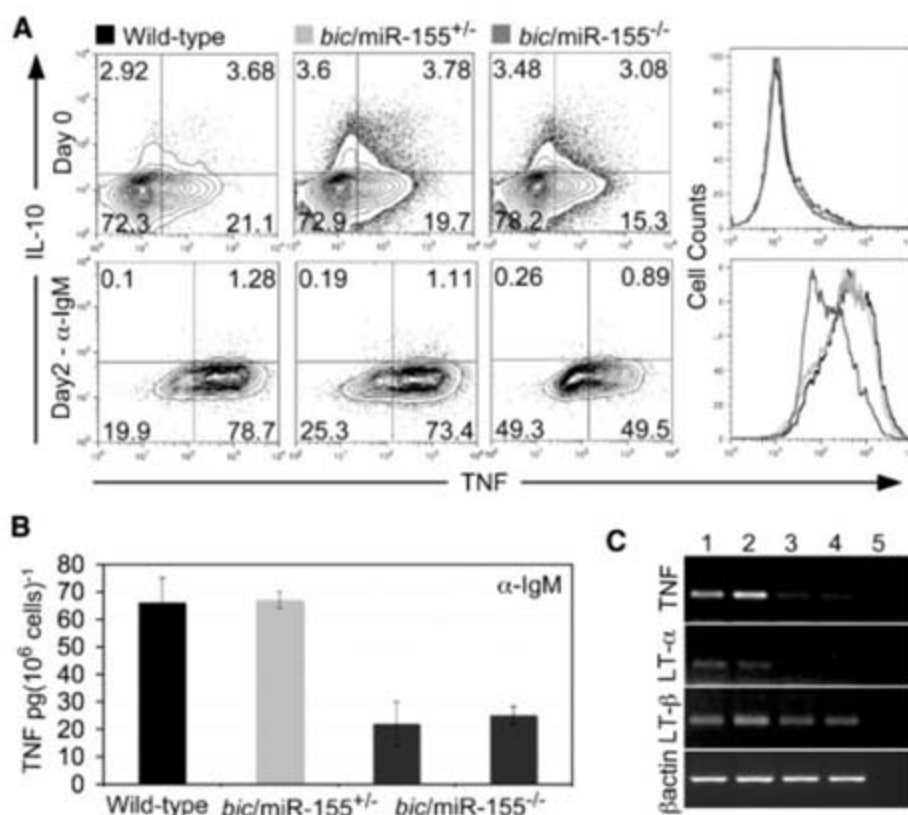 A
Wild-type bic/miR-155+/- bic/miR-155-/-
2.92 3.68 3.6 3.78 3.48 3.08
72.3 21.1 72.9 19.7 78.2 15.3
Day 0
IL-10
0.1 1.28 0.19 1.11 0.26 0.89
19.9 78.7 25.3 73.4 49.3 49.5
Day2 - α-IgM
Cell Counts
TNF
B
α-IgM
80
70
60
50
40
30
20
10
0
TNF pg(10⁶ cells)⁻¹
Wild-type bic/miR-155+/- bic/miR-155-/-
C
1 2 3 4 5
TNF
LT-α
LT-β
βactin